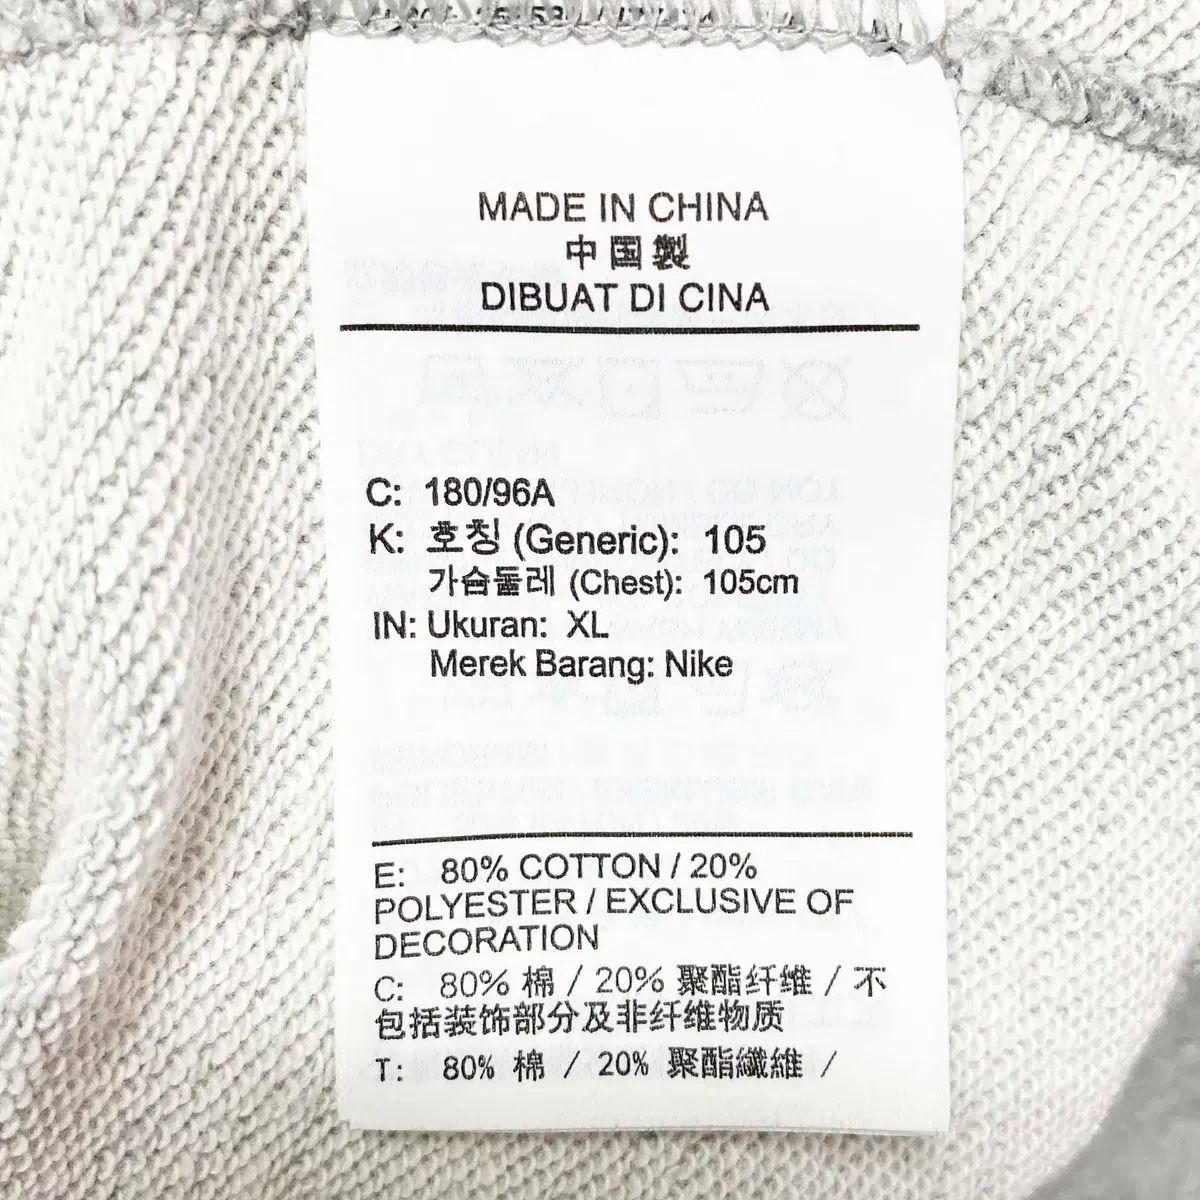 MADE IN CHINA
中国製
DIBUAT DI CINA
C: 180/96A
K: 호칭 (Generic): 105
가슴둘레 (Chest): 105cm
IN: Ukuran: XL
Merek Barang: Nike
E: 80% COTTON / 20%
POLYESTER / EXCLUSIVE OF
DECORATION
C: 80% 棉 / 20% 聚酯纤维 / 不
包括装饰部分及非纤维物质
T: 80% 棉 / 20% 聚酯纖維 /